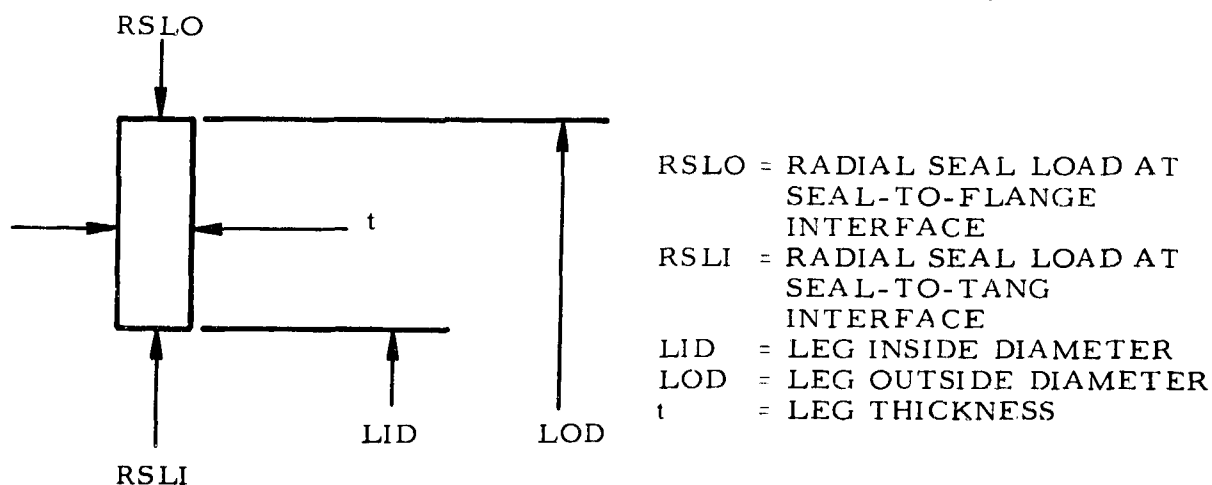 RSLO
t
LID
LOD
RSLI
RSLO = RADIAL SEAL LOAD AT
SEAL-TO-FLANGE
INTERFACE
RSLI = RADIAL SEAL LOAD AT
SEAL-TO-TANG
INTERFACE
LID = LEG INSIDE DIAMETER
LOD = LEG OUTSIDE DIAMETER
t = LEG THICKNESS